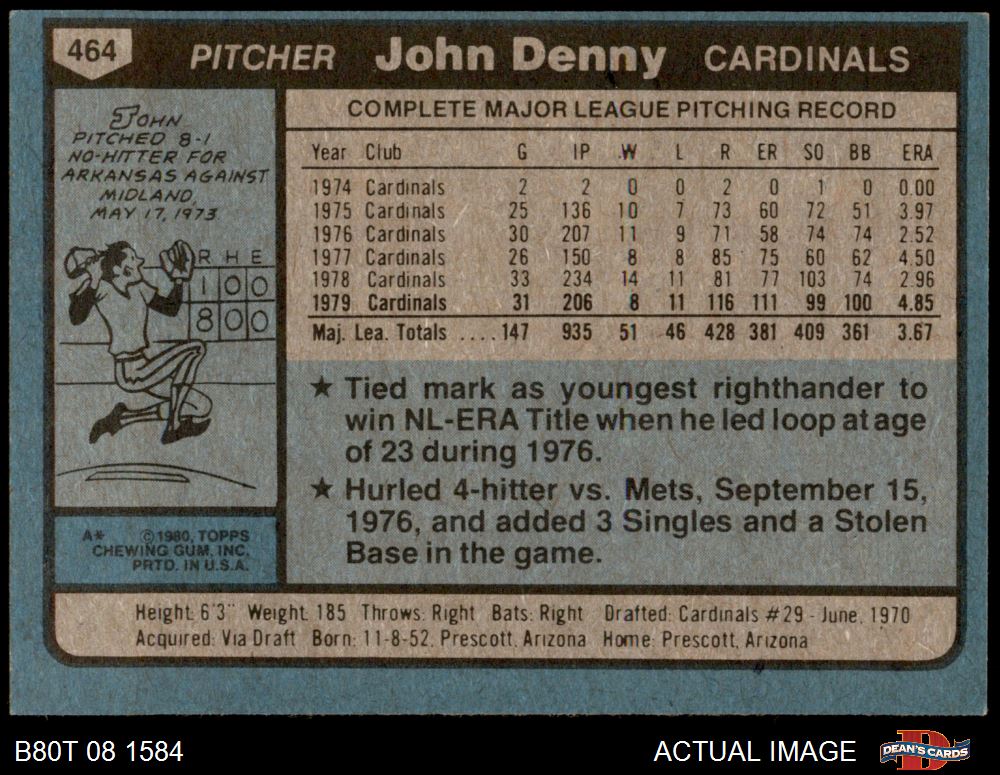 464 PITCHER John Denny CARDINALS
JOHN
PITCHED 8-1
NO-HITTER FOR
ARKANSAS AGAINST
MIDLAND,
MAY 17, 1973
R H E
1 0 0
8 0 0
A* © 1980, TOPPS
CHEWING GUM, INC.
PRTD. IN U.S.A.
COMPLETE MAJOR LEAGUE PITCHING RECORD
Year Club G IP W L R ER SO BB ERA
1974 Cardinals 2 2 0 0 2 0 1 0 0.00
1975 Cardinals 25 136 10 7 73 60 72 51 3.97
1976 Cardinals 30 207 11 9 71 58 74 74 2.52
1977 Cardinals 26 150 8 8 85 75 60 62 4.50
1978 Cardinals 33 234 14 11 81 77 103 74 2.96
1979 Cardinals 31 206 8 11 116 111 99 100 4.85
Maj. Lea. Totals ....147 935 51 46 428 381 409 361 3.67
★ Tied mark as youngest righthander to
win NL-ERA Title when he led loop at age
of 23 during 1976.
★ Hurled 4-hitter vs. Mets, September 15,
1976, and added 3 Singles and a Stolen
Base in the game.
Height: 6'3" Weight: 185 Throws: Right Bats: Right Drafted: Cardinals #29 - June, 1970
Acquired: Via Draft Born: 11-8-52, Prescott, Arizona Home: Prescott, Arizona
B80T 08 1584 ACTUAL IMAGE DEAN'S CARDS